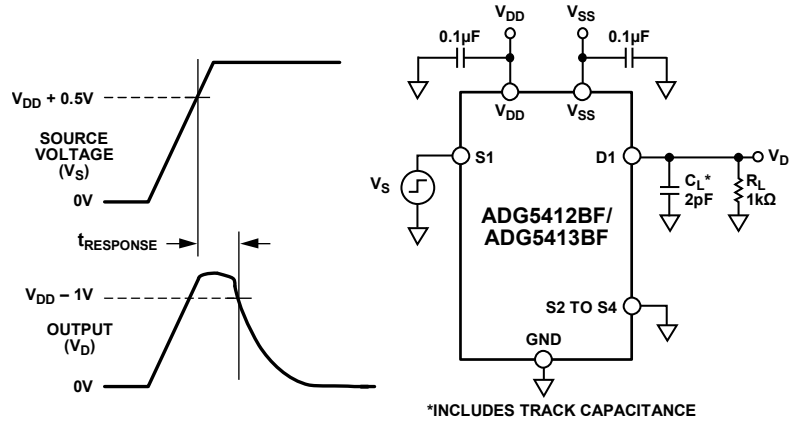 VDD + 0.5V
SOURCE
VOLTAGE
(VS)
0V
tRESPONSE
VDD – 1V
OUTPUT
(VD)
0V
VDD
VSS
0.1µF
0.1µF
VDD
VSS
S1
D1
VD
VS
CL*
2pF
RL
1kΩ
ADG5412BF/
ADG5413BF
S2 TO S4
GND
*INCLUDES TRACK CAPACITANCE